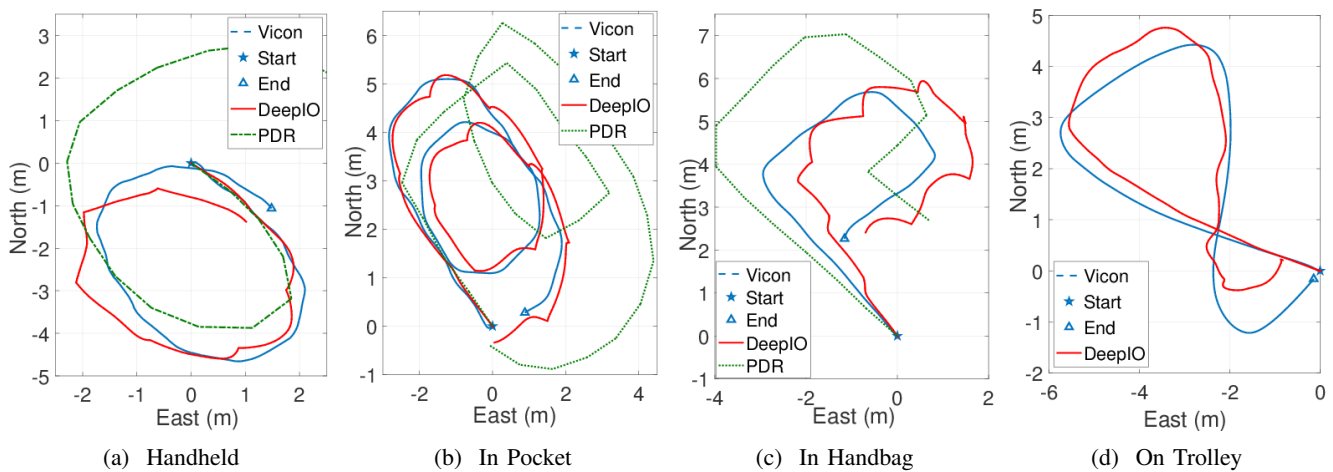 3
2
1
0
-1
-2
-3
-4
-5
North (m)
-2
-1
0
1
2
East (m)
Vicon
Start
End
DeepIO
PDR
(a) Handheld
6
5
4
3
2
1
0
-1
North (m)
-2
0
2
4
East (m)
Vicon
Start
End
DeepIO
PDR
(b) In Pocket
7
6
5
4
3
2
1
0
-1
North (m)
-4
-2
0
2
East (m)
Vicon
Start
End
DeepIO
PDR
(c) In Handbag
5
4
3
2
1
0
-1
-2
North (m)
-6
-4
-2
0
East (m)
Vicon
Start
End
DeepIO
(d) On Trolley